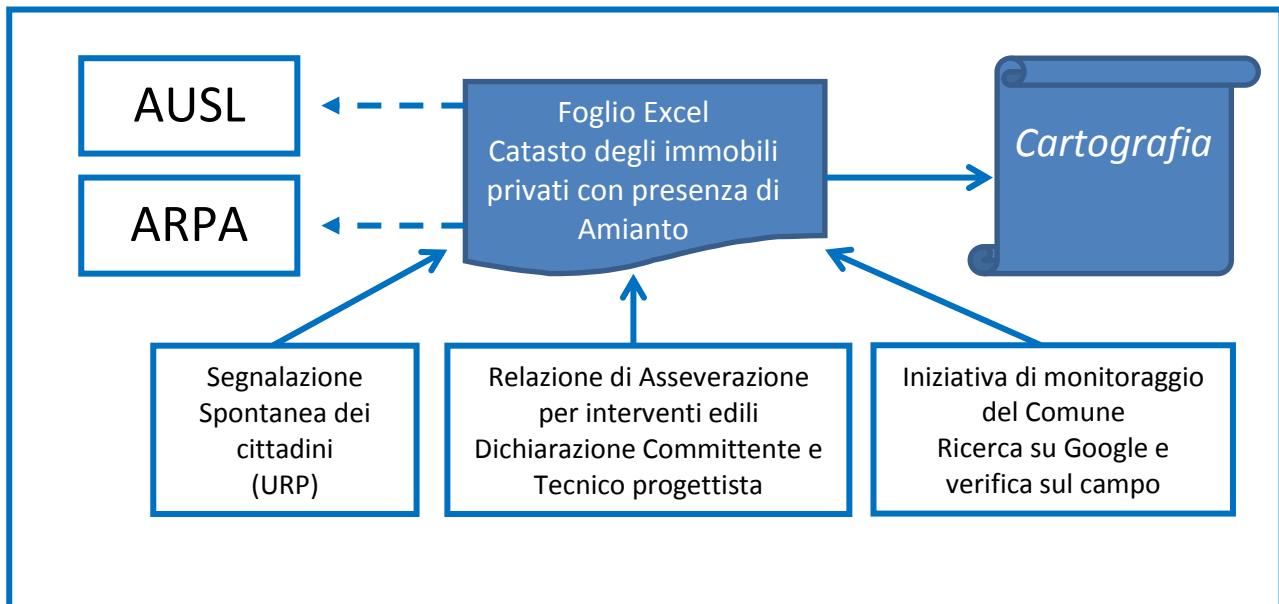 AUSL
ARPA
Foglio Excel
Catasto degli immobili
privati con presenza di
Amianto
Cartografia
Segnalazione
Spontanea dei
cittadini
(URP)
Relazione di Asseverazione
per interventi edili
Dichiarazione Committente e
Tecnico progettista
Iniziativa di monitoraggio
del Comune
Ricerca su Google e
verifica sul campo